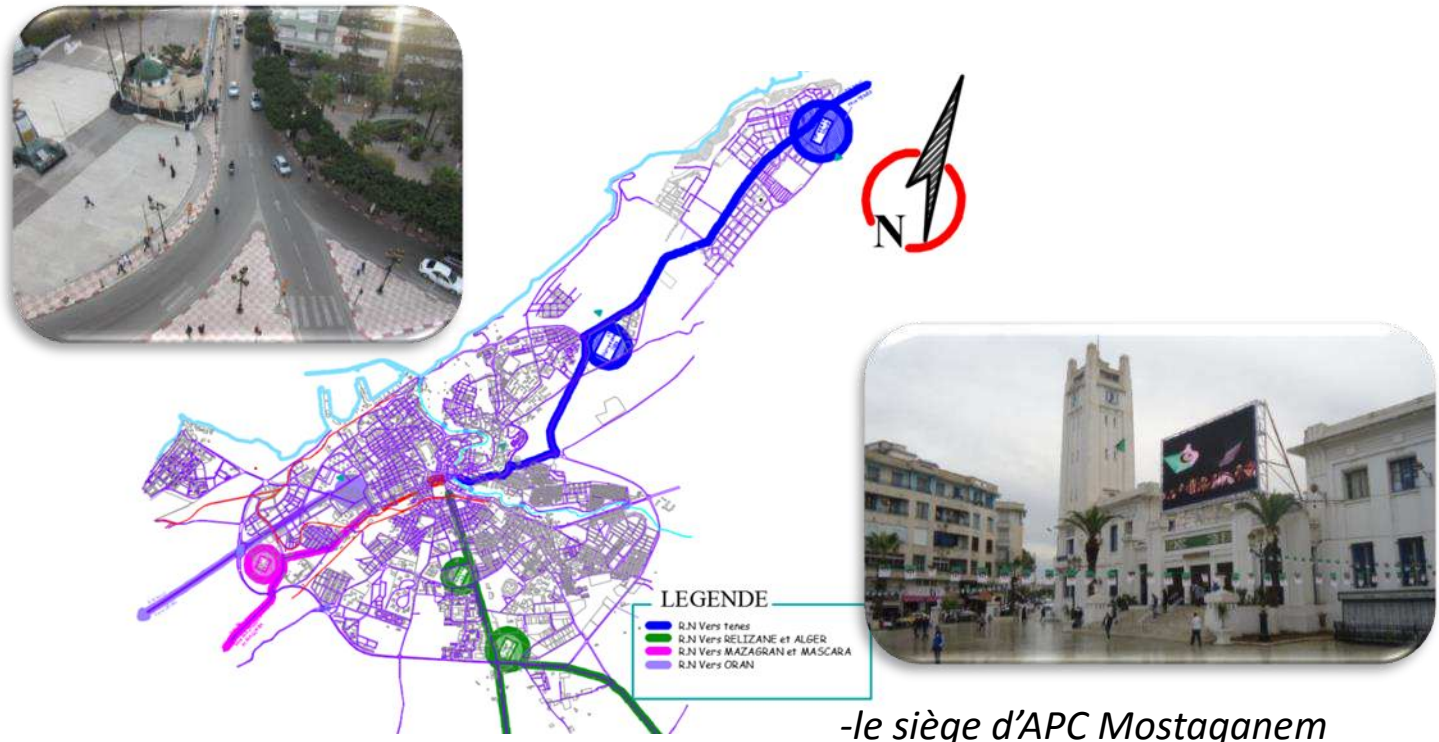 N
LEGENDE
R.N Vers tenes
R.N Vers RELIZANE et ALGER
R.N Vers MAZAGRAN et MASCARA
R.N Vers ORAN
-le siège d’APC Mostaganem